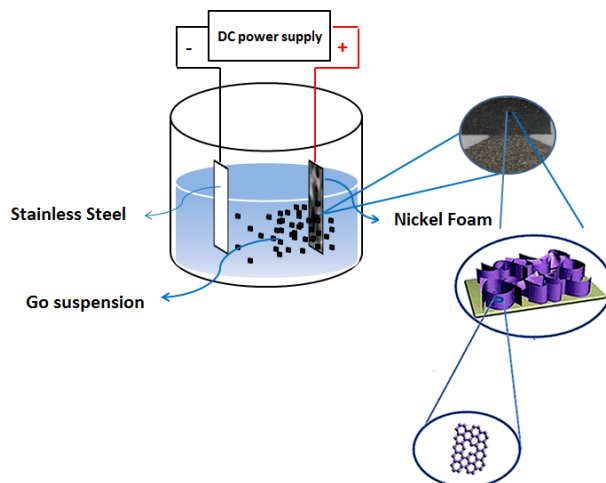 DC power supply
-
+
Stainless Steel
Nickel Foam
Go suspension